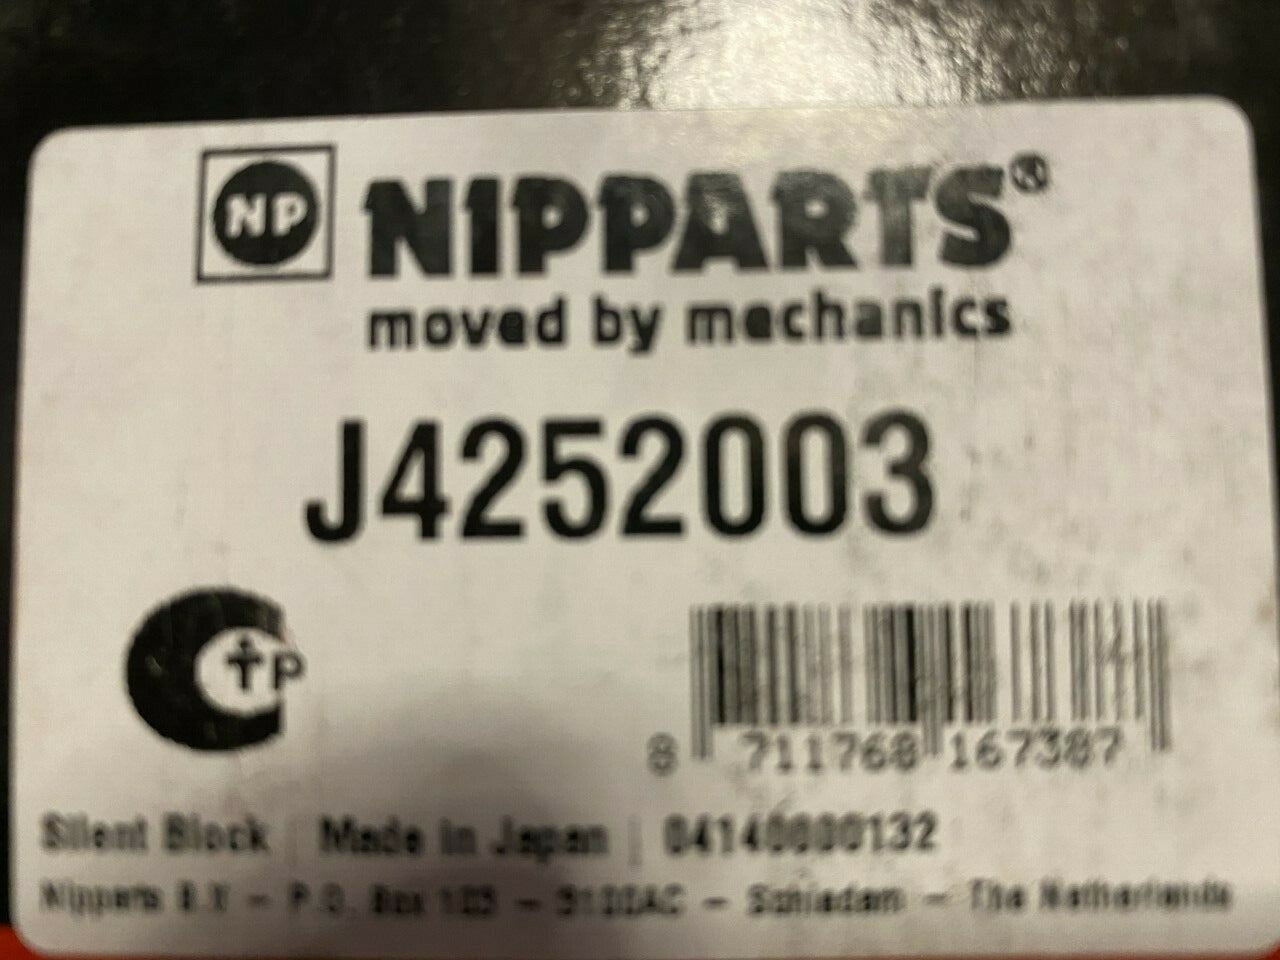 NP NIPPARTS®
moved by mechanics
J4252003
8 711768 167387
Silent Block | Made in Japan | 04140000132
Nipparts B.V - P.O. Box 103 - 3100AC - Schiedam - The Netherlands